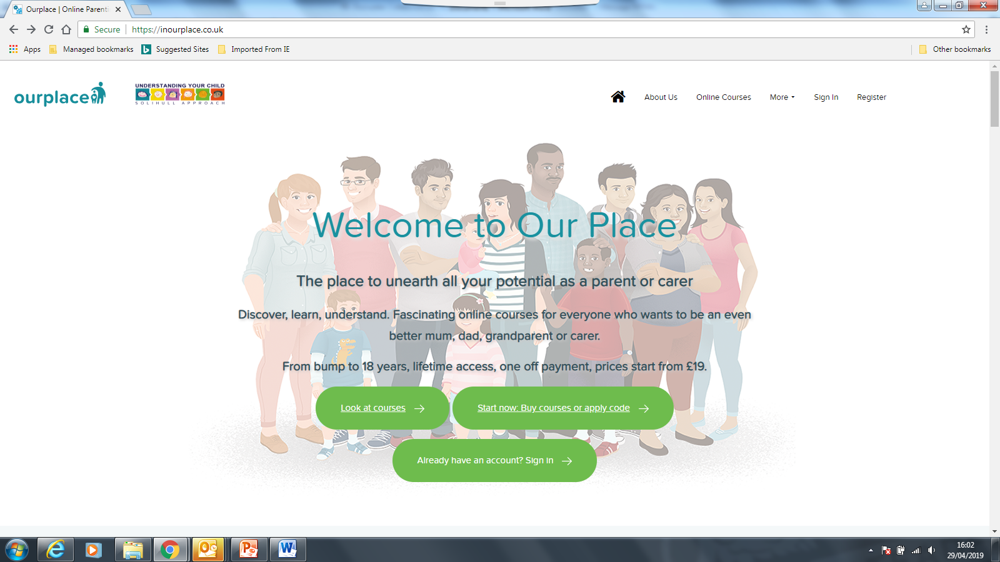 Ourplace | Online Parenti
Secure
https://inourplace.co.uk
Apps
Managed bookmarks
Suggested Sites
Imported From IE
Other bookmarks
ourplace
UNDERSTANDING YOUR CHILD
SOLIHULL APPROACH
About Us
Online Courses
More
Sign In
Register
Welcome to Our Place
The place to unearth all your potential as a parent or carer
Discover, learn, understand. Fascinating online courses for everyone who wants to be an even
better mum, dad, grandparent or carer.
From bump to 18 years, lifetime access, one off payment, prices start from £19.
Look at courses
Start now: Buy courses or apply code
Already have an account? Sign in
16:02
29/04/2019